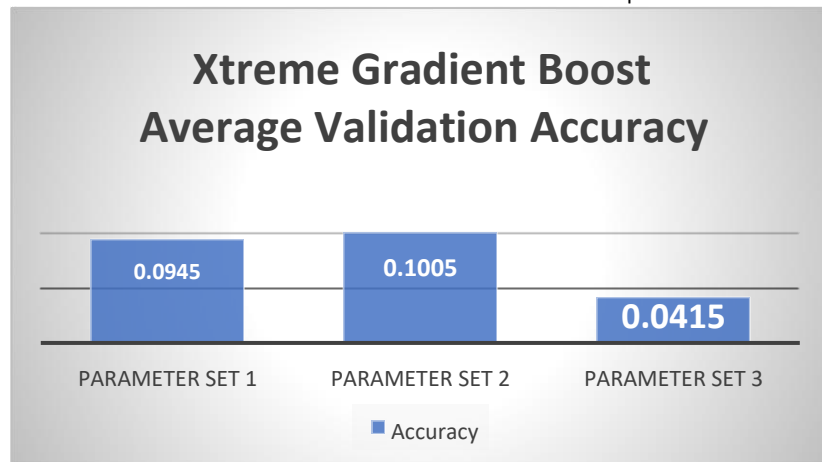 Xtreme Gradient Boost
Average Validation Accuracy
0.0945
0.1005
0.0415
PARAMETER SET 1
PARAMETER SET 2
PARAMETER SET 3
Accuracy